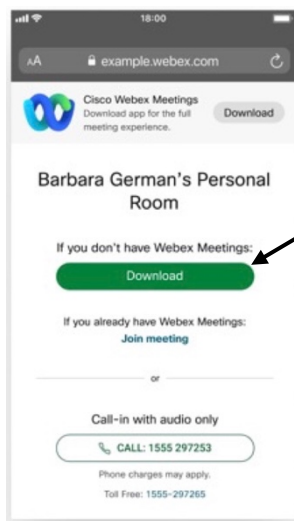 18:00
AA example.webex.com
Cisco Webex Meetings
Download app for the full
meeting experience.
Download
Barbara German's Personal
Room
If you don't have Webex Meetings:
Download
If you already have Webex Meetings:
Join meeting
or
Call-in with audio only
CALL: 1555 297253
Phone charges may apply.
Toll Free: 1555-297265